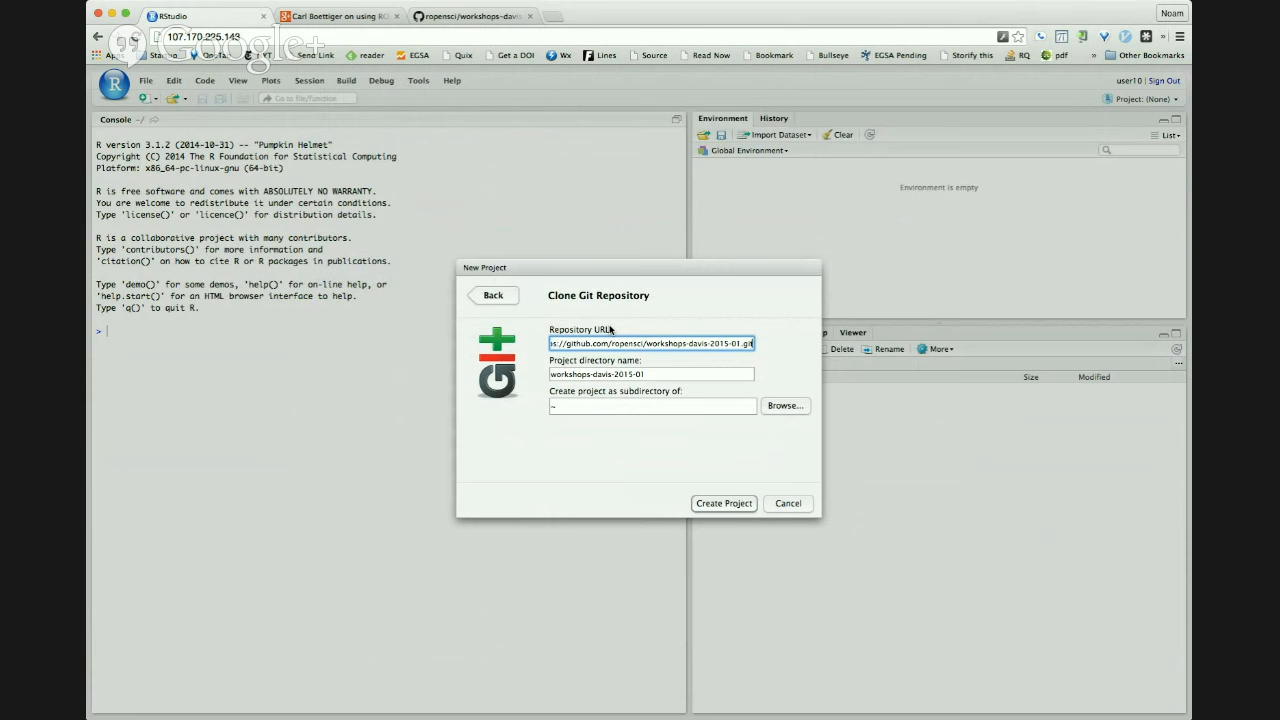 RStudio
Carl Boettiger on using RO
ropensci/workshops-davis-
Noam
107.170.225.143
Google+
Apps
reader
EGSA
Quix
Get a DOI
Wx
Lines
Source
Read Now
Bookmark
Bullseye
EGSA Pacing
Storify this
RQ
pdf
»
Other Bookmarks
R
File Edit Code View Plots Session Build Debug Tools Help
user10 | Sign Out
Go to file/function
Project: (None)
Console ~/
R version 3.1.2 (2014-10-31) -- "Pumpkin Helmet"
Copyright (C) 2014 The R Foundation for Statistical Computing
Platform: x86_64-pc-linux-gnu (64-bit)
R is free software and comes with ABSOLUTELY NO WARRANTY.
You are welcome to redistribute it under certain conditions.
Type 'license()' or 'licence()' for distribution details.
R is a collaborative project with many contributors.
Type 'contributors()' for more information and
'citation()' on how to cite R or R packages in publications.
Type 'demo()' for some demos, 'help()' for on-line help, or
'help.start()' for an HTML browser interface to help.
Type 'q()' to quit R.
>
Environment History
Import Dataset Clear
List
Global Environment
Environment is empty
Viewer
Delete Rename More
Size Modified
New Project
Back
Clone Git Repository
Repository URL:
s://github.com/ropensci/workshops-davis-2015-01.git
Project directory name:
workshops-davis-2015-01
Create project as subdirectory of:
~
Browse...
GIT
Create Project Cancel